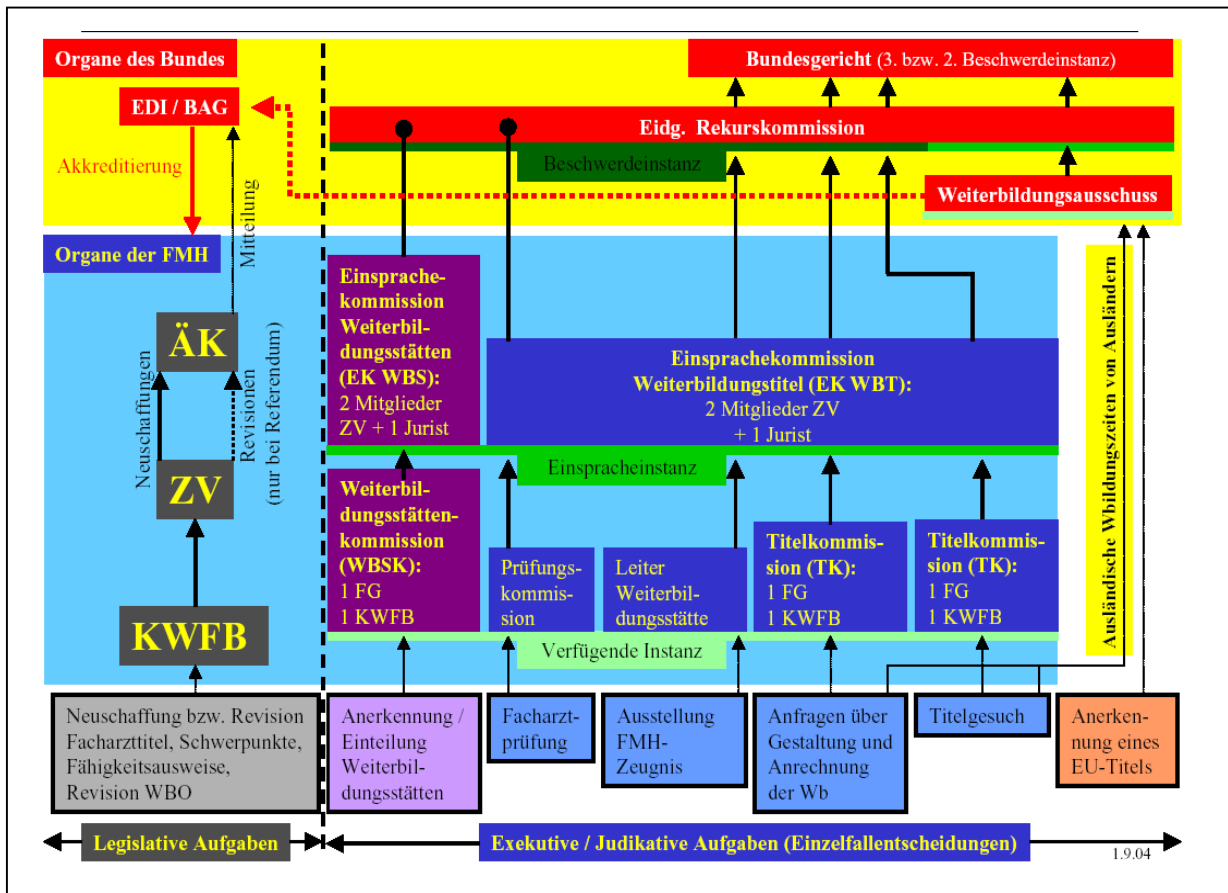 Organe des Bundes
Bundesgericht (3. bzw. 2. Beschwerdeinstanz)
EDI / BAG
Eidg. Rekurskommission
Akkreditierung
Mitteilung
Beschwerdeinstanz
Weiterbildungsausschuss
Organe der FMH
Einsprache-
kommission
Weiterbil-
dungsstätten
(EK WBS):
2 Mitglieder
ZV + 1 Jurist
Einsprachekommission
Weiterbildungstitel (EK WBT):
2 Mitglieder ZV
+ 1 Jurist
Ausländische Wbildungszeiten von Ausländern
ÄK
Neuschaffungen
Revisionen
(nur bei Referendum)
ZV
Einspracheinstanz
Weiterbil-
dungsstätten-
kommission
(WBSK):
1 FG
1 KWFB
Prüfungs-
kommis-
sion
Leiter
Weiterbil-
dungsstätte
Titelkommis-
sion (TK):
1 FG
1 KWFB
Titelkommis-
sion (TK):
1 FG
1 KWFB
KWFB
Verfügende Instanz
Neuschaffung bzw. Revision
Facharzttitel, Schwerpunkte,
Fähigkeitsausweise,
Revision WBO
Anerkennung /
Einteilung
Weiterbil-
dungsstätten
Facharzt-
prüfung
Ausstellung
FMH-
Zeugnis
Anfragen über
Gestaltung und
Anrechnung
der Wb
Titelgesuch
Anerken-
nung eines
EU-Titels
Legislative Aufgaben
Exekutive / Judikative Aufgaben (Einzelfallentscheidungen)
1.9.04